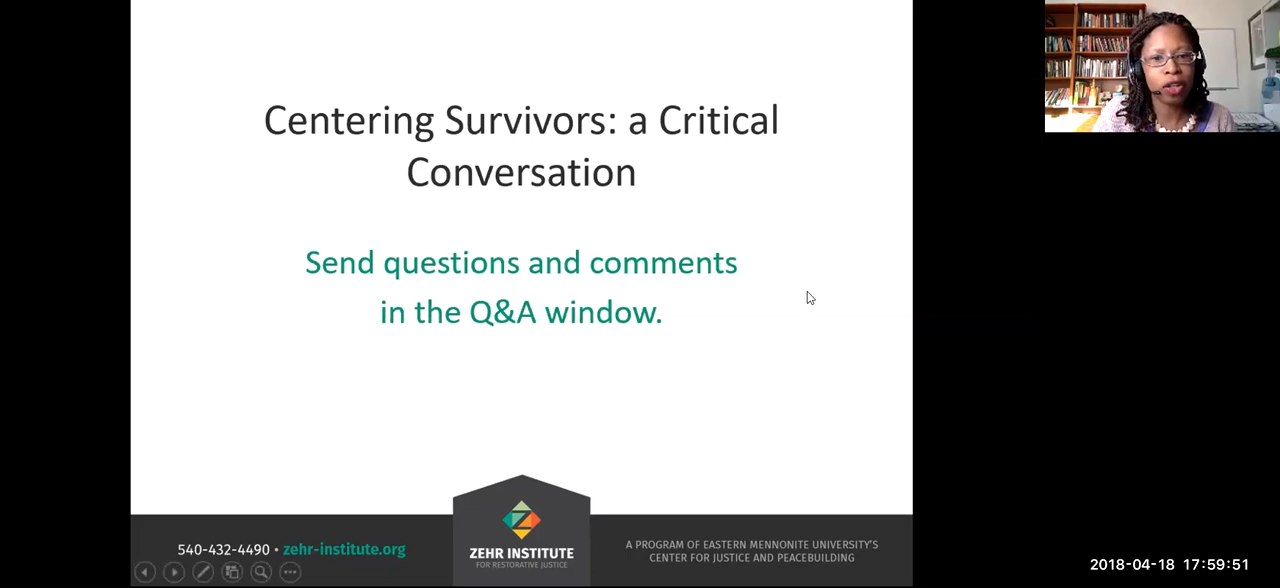 Centering Survivors: a Critical
Conversation
Send questions and comments
in the Q&A window.
540-432-4490 • zehr-institute.org
ZEHR INSTITUTE
FOR RESTORATIVE JUSTICE
A PROGRAM OF EASTERN MENNONITE UNIVERSITY'S
CENTER FOR JUSTICE AND PEACEBUILDING
2018-04-18 17:59:51